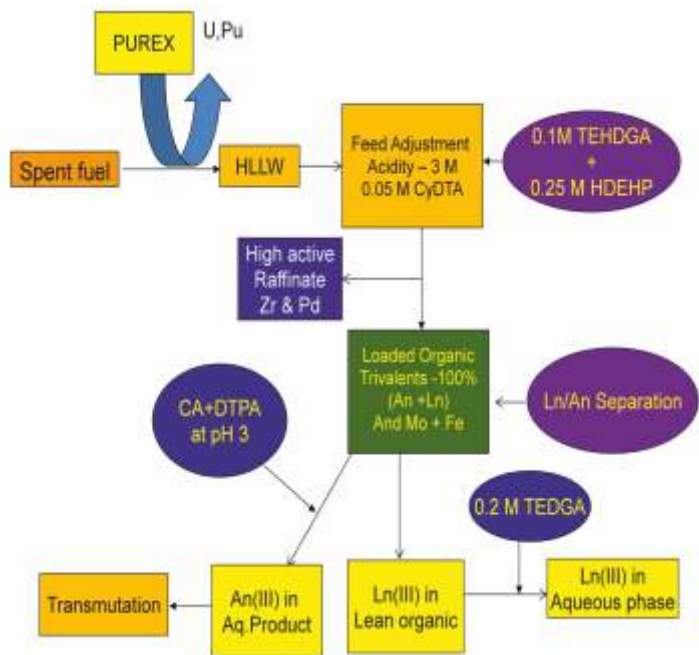 PUREX
U,Pu
Spent fuel
HLLW
Feed Adjustment
Acidity – 3 M
0.05 M CyDTA
0.1M TEHDGA
+
0.25 M HDEHP
High active
Raffinate
Zr & Pd
Loaded Organic
Trivalents -100%
(An +Ln)
And Mo + Fe
CA+DTPA
at pH 3
Ln/An Separation
0.2 M TEDGA
Transmutation
An(III) in
Aq.Product
Ln(III) in
Lean organic
Ln(III) in
Aqueous phase